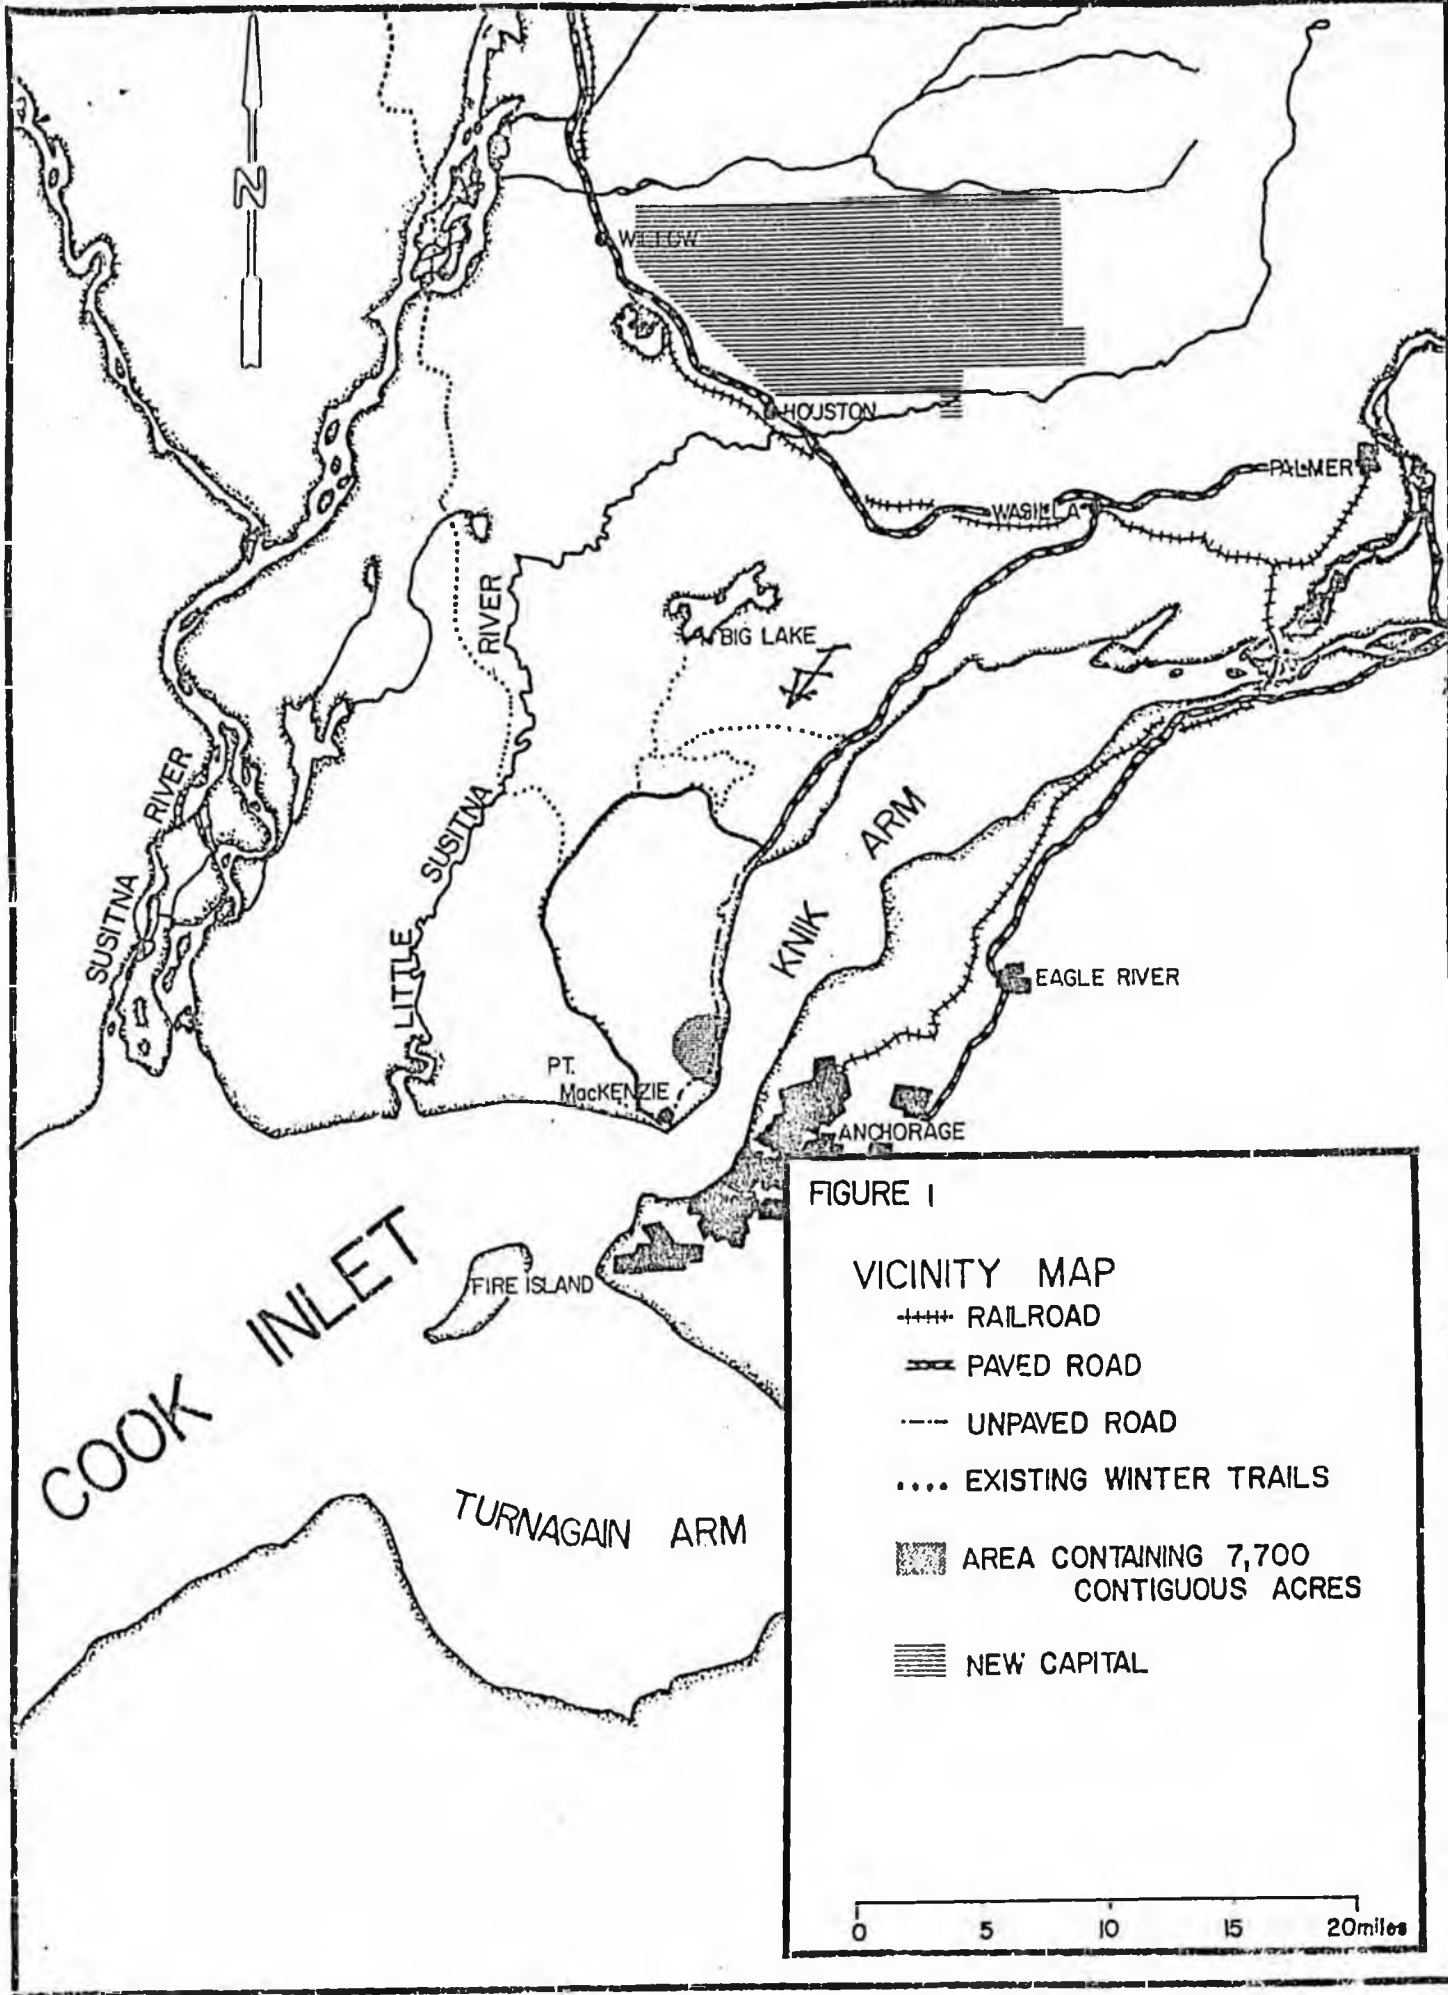 N
WILLOW
HOUSTON
PALMER
WASILLA
RIVER
BIG LAKE
SUSITNA RIVER
LITTLE SUSITNA
KNIK ARM
EAGLE RIVER
PT.
MacKENZIE
ANCHORAGE
COOK INLET
FIRE ISLAND
TURNAGAIN ARM
FIGURE 1
VICINITY MAP
RAILROAD
PAVED ROAD
UNPAVED ROAD
EXISTING WINTER TRAILS
AREA CONTAINING 7,700
CONTIGUOUS ACRES
NEW CAPITAL
0 5 10 15 20miles